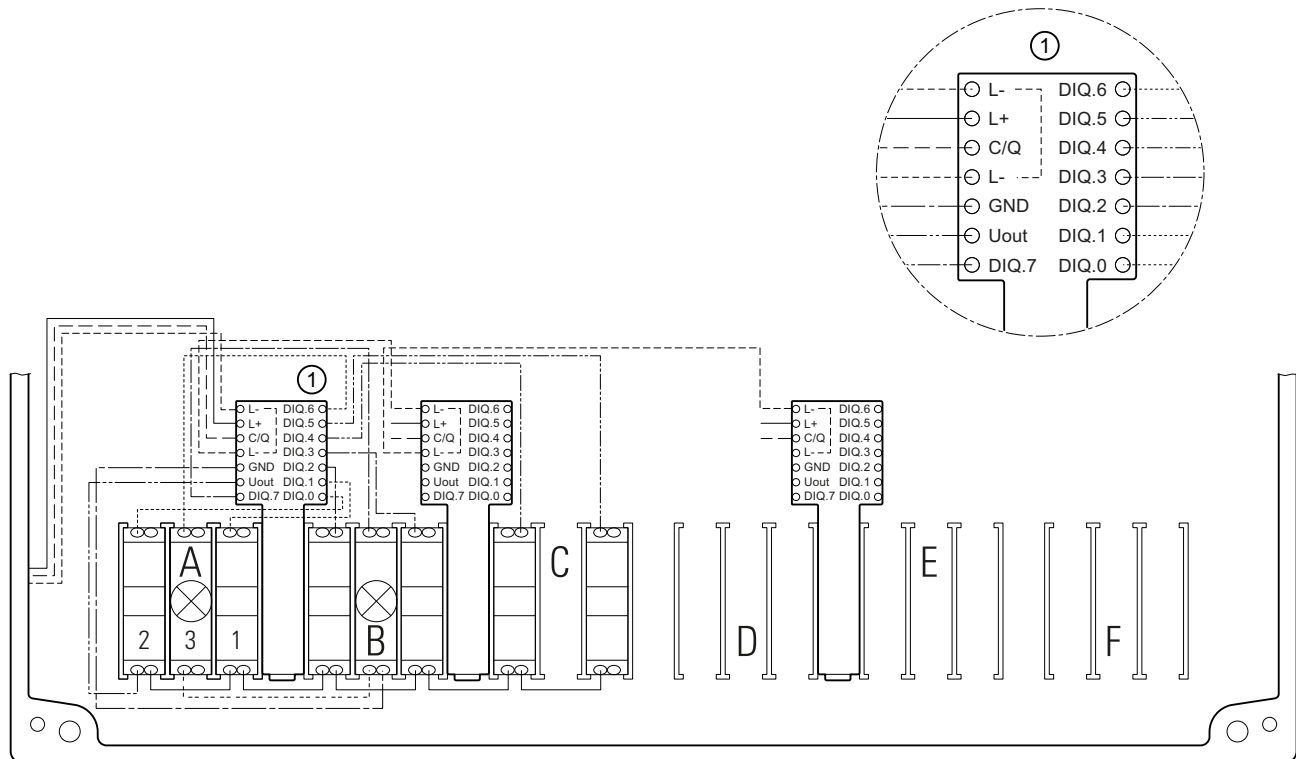 ①
L- DIQ.6
L+ DIQ.5
C/Q DIQ.4
L- DIQ.3
GND DIQ.2
Uout DIQ.1
DIQ.7 DIQ.0
①
L- DIQ.6
L+ DIQ.5
C/Q DIQ.4
L- DIQ.3
GND DIQ.2
Uout DIQ.1
DIQ.7 DIQ.0
L- DIQ.6
L+ DIQ.5
C/Q DIQ.4
L- DIQ.3
GND DIQ.2
Uout DIQ.1
DIQ.7 DIQ.0
L- DIQ.6
L+ DIQ.5
C/Q DIQ.4
L- DIQ.3
GND DIQ.2
Uout DIQ.1
DIQ.7 DIQ.0
A C E
2 3 1 B D F